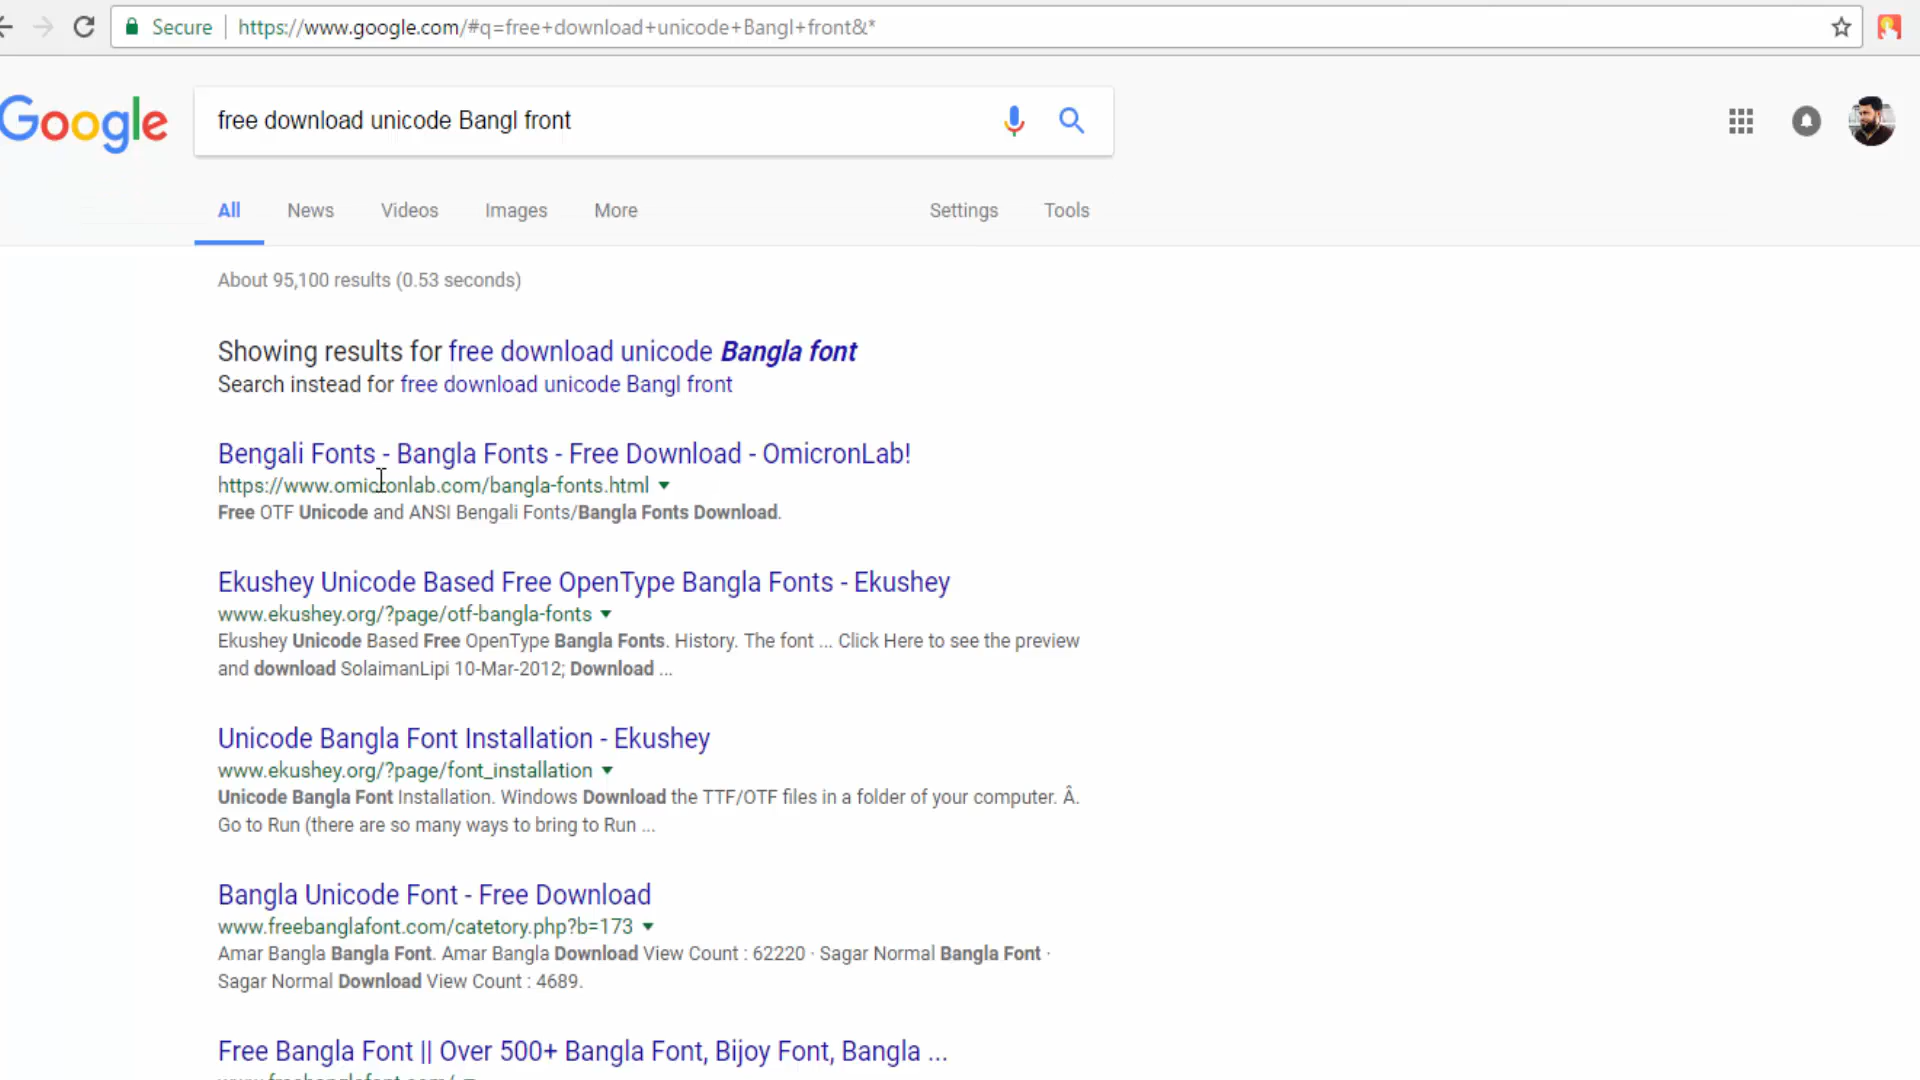 Secure | https://www.google.com/#q=free+download+unicode+Bangl+front&*
Google
free download unicode Bangl front
All News Videos Images More Settings Tools
About 95,100 results (0.53 seconds)
Showing results for free download unicode Bangla font
Search instead for free download unicode Bangl front
Bengali Fonts - Bangla Fonts - Free Download - OmicronLab!
https://www.omicronlab.com/bangla-fonts.html
Free OTF Unicode and ANSI Bengali Fonts/Bangla Fonts Download.
Ekushey Unicode Based Free OpenType Bangla Fonts - Ekushey
www.ekushey.org/?page/otf-bangla-fonts
Ekushey Unicode Based Free OpenType Bangla Fonts. History. The font ... Click Here to see the preview
and download SolaimanLipi 10-Mar-2012; Download ...
Unicode Bangla Font Installation - Ekushey
www.ekushey.org/?page/font_installation
Unicode Bangla Font Installation. Windows Download the TTF/OTF files in a folder of your computer. Â.
Go to Run (there are so many ways to bring to Run ...
Bangla Unicode Font - Free Download
www.freebanglafont.com/catetory.php?b=173
Amar Bangla Bangla Font. Amar Bangla Download View Count : 62220 · Sagar Normal Bangla Font ·
Sagar Normal Download View Count : 4689.
Free Bangla Font || Over 500+ Bangla Font, Bijoy Font, Bangla ...